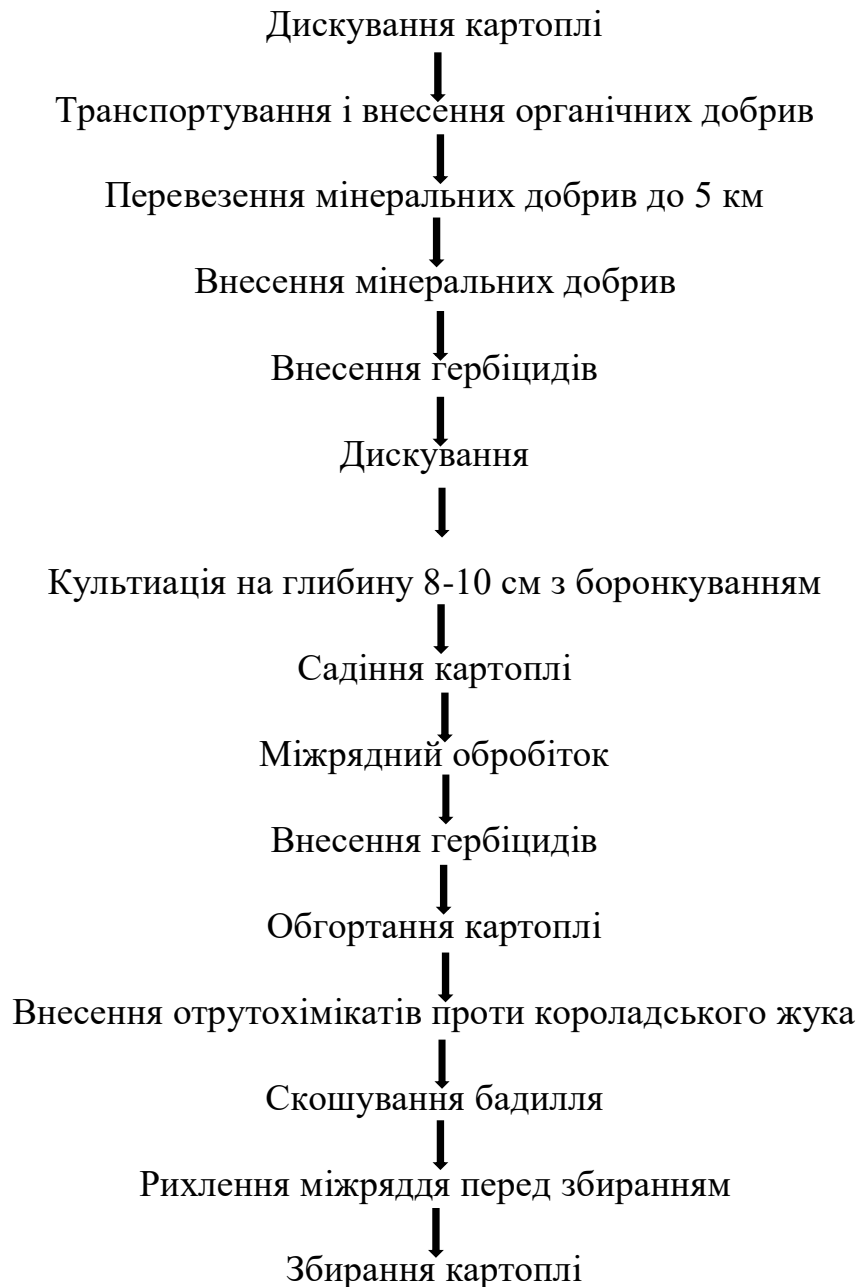 Дискування картоплі
Транспортування і внесення органічних добрив
Перевезення мінеральних добрив до 5 км
Внесення мінеральних добрив
Внесення гербіцидів
Дискування
Культиація на глибину 8-10 см з боронкуванням
Садіння картоплі
Міжрядний обробіток
Внесення гербіцидів
Обгортання картоплі
Внесення отрутохімікатів проти короладського жука
Скошування бадилля
Рихлення міжряддя перед збиранням
Збирання картоплі